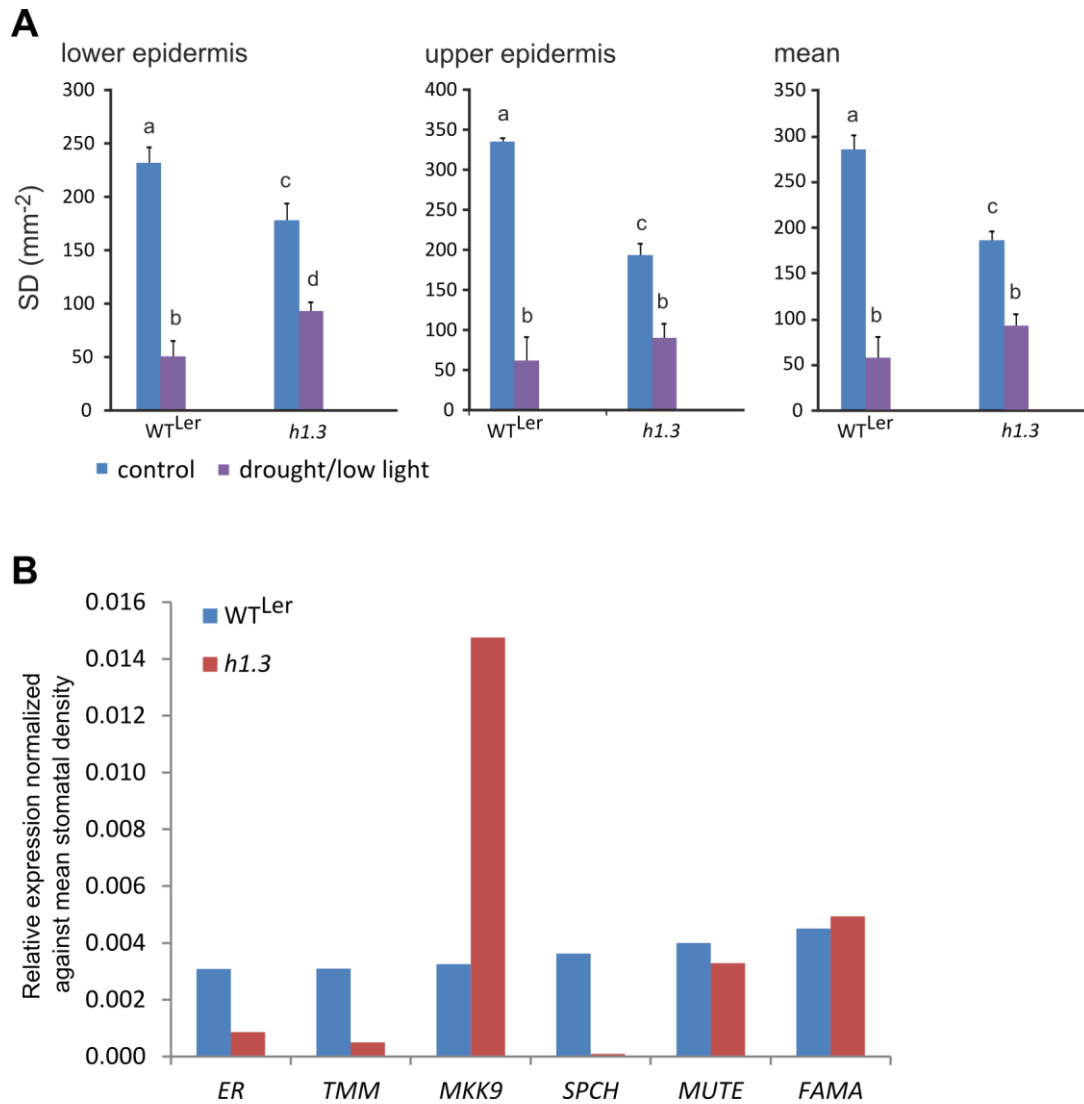 A
lower epidermis
upper epidermis
mean
SD (mm-2)
300
250
200
150
100
50
0
a
b
c
d
WTLer
h1.3
400
350
300
250
200
150
100
50
0
a
b
c
b
WTLer
h1.3
350
300
250
200
150
100
50
0
a
b
c
b
WTLer
h1.3
control
drought/low light
B
Relative expression normalized
against mean stomatal density
0.016
0.014
0.012
0.010
0.008
0.006
0.004
0.002
0.000
WTLer
h1.3
ER
TMM
MKK9
SPCH
MUTE
FAMA